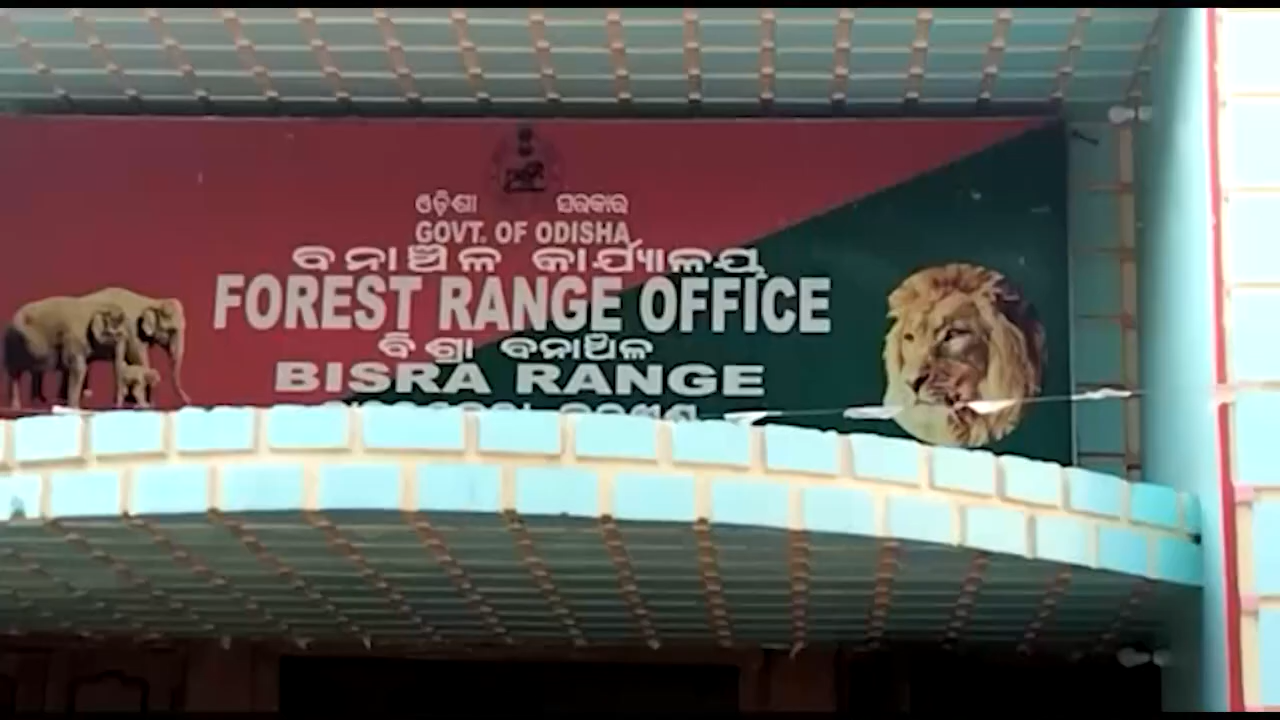 ଓଡ଼ିଶା ସରକାର
GOVT. OF ODISHA
ବନାଞ୍ଚଳ କାର୍ଯ୍ୟାଳୟ
FOREST RANGE OFFICE
ବିଶ୍ରା ବନାଞ୍ଚଳ
BISRA RANGE